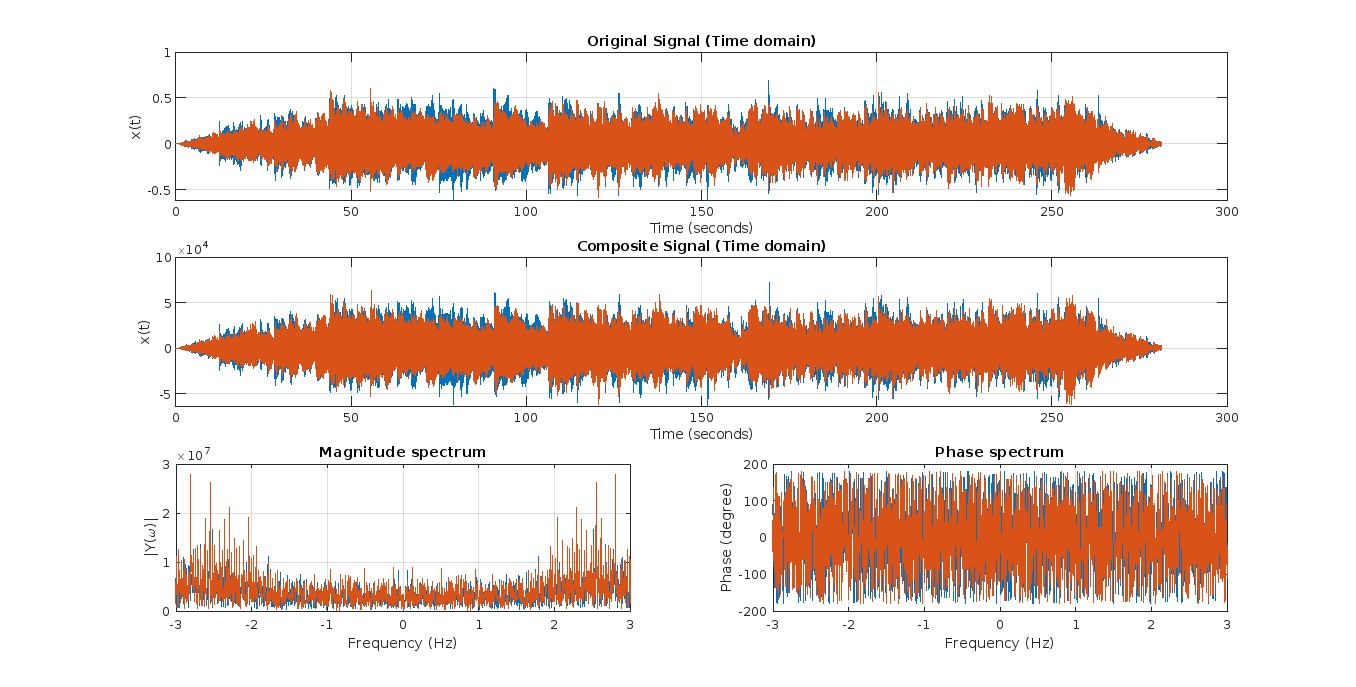 Original Signal (Time domain)
x(t)
1
0.5
0
-0.5
0 50 100 150 200 250 300
Time (seconds)
Composite Signal (Time domain)
×10⁴
x(t)
10
5
0
-5
0 50 100 150 200 250 300
Time (seconds)
Magnitude spectrum
×10⁷
|Y(ω)|
3
2
1
0
-3 -2 -1 0 1 2 3
Frequency (Hz)
Phase spectrum
Phase (degree)
200
100
0
-100
-200
-3 -2 -1 0 1 2 3
Frequency (Hz)